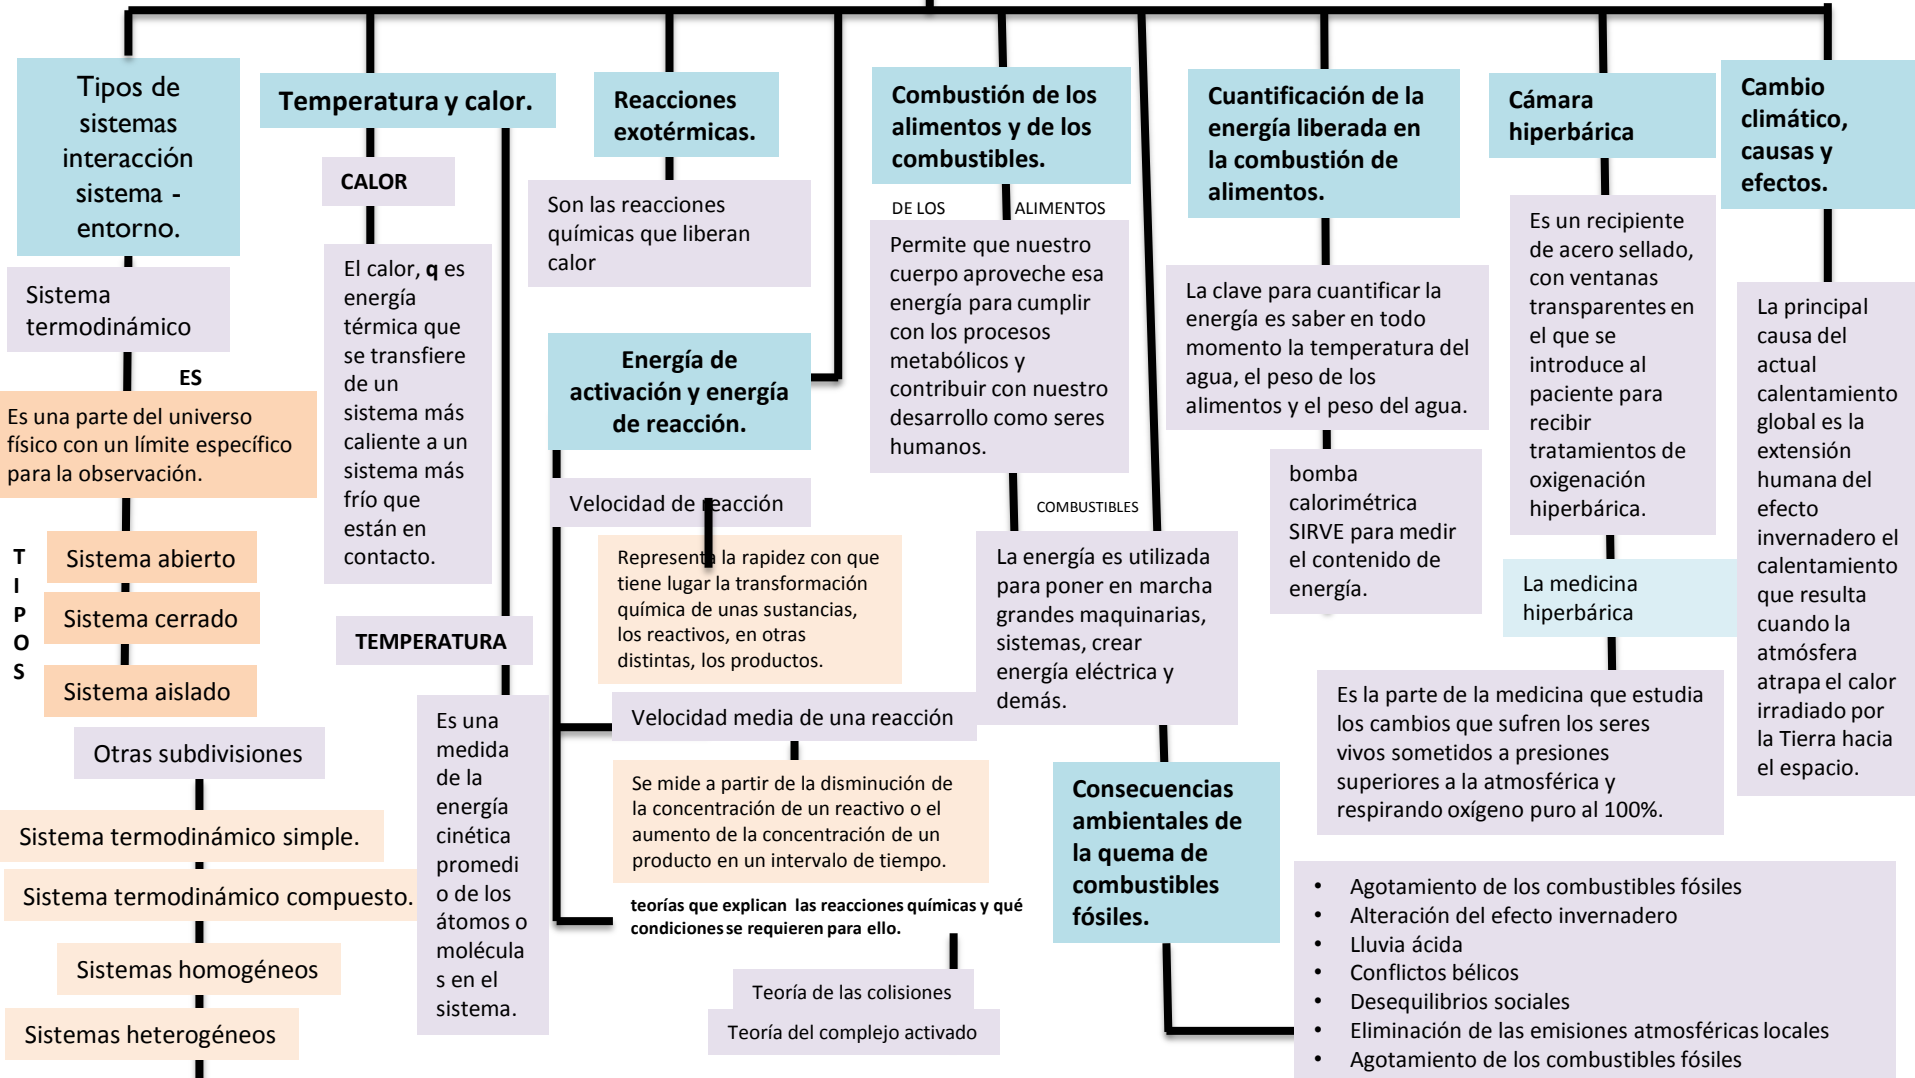 Tipos de
sistemas
interacción
sistema -
entorno.
Sistema
termodinámico
ES
Es una parte del universo
físico con un límite específico
para la observación.
T
I
P
O
S
Sistema abierto
Sistema cerrado
Sistema aislado
Otras subdivisiones
Sistema termodinámico simple.
Sistema termodinámico compuesto.
Sistemas homogéneos
Sistemas heterogéneos
Temperatura y calor.
CALOR
El calor, q es
energía
térmica que
se transfiere
de un
sistema más
caliente a un
sistema más
frío que
están en
contacto.
TEMPERATURA
Es una
medida
de la
energía
cinética
promedi
o de los
átomos o
molécula
s en el
sistema.
Reacciones
exotérmicas.
Son las reacciones
químicas que liberan
calor
Energía de
activación y energía
de reacción.
Velocidad de reacción
Representa la rapidez con que
tiene lugar la transformación
química de unas sustancias,
los reactivos, en otras
distintas, los productos.
Velocidad media de una reacción
Se mide a partir de la disminución de
la concentración de un reactivo o el
aumento de la concentración de un
producto en un intervalo de tiempo.
teorías que explican las reacciones químicas y qué
condiciones se requieren para ello.
Teoría de las colisiones
Teoría del complejo activado
Combustión de los
alimentos y de los
combustibles.
DE LOS ALIMENTOS
Permite que nuestro
cuerpo aproveche esa
energía para cumplir
con los procesos
metabólicos y
contribuir con nuestro
desarrollo como seres
humanos.
COMBUSTIBLES
La energía es utilizada
para poner en marcha
grandes maquinarias,
sistemas, crear
energía eléctrica y
demás.
Consecuencias
ambientales de
la quema de
combustibles
fósiles.
• Agotamiento de los combustibles fósiles
• Alteración del efecto invernadero
• Lluvia ácida
• Conflictos bélicos
• Desequilibrios sociales
• Eliminación de las emisiones atmosféricas locales
• Agotamiento de los combustibles fósiles
Cuantificación de la
energía liberada en
la combustión de
alimentos.
La clave para cuantificar la
energía es saber en todo
momento la temperatura del
agua, el peso de los
alimentos y el peso del agua.
bomba
calorimétrica
SIRVE para medir
el contenido de
energía.
Cámara
hiperbárica
Es un recipiente
de acero sellado,
con ventanas
transparentes en
el que se
introduce al
paciente para
recibir
tratamientos de
oxigenación
hiperbárica.
La medicina
hiperbárica
Es la parte de la medicina que estudia
los cambios que sufren los seres
vivos sometidos a presiones
superiores a la atmosférica y
respirando oxígeno puro al 100%.
Cambio
climático,
causas y
efectos.
La principal
causa del
actual
calentamiento
global es la
extensión
humana del
efecto
invernadero el
calentamiento
que resulta
cuando la
atmósfera
atrapa el calor
irradiado por
la Tierra hacia
el espacio.